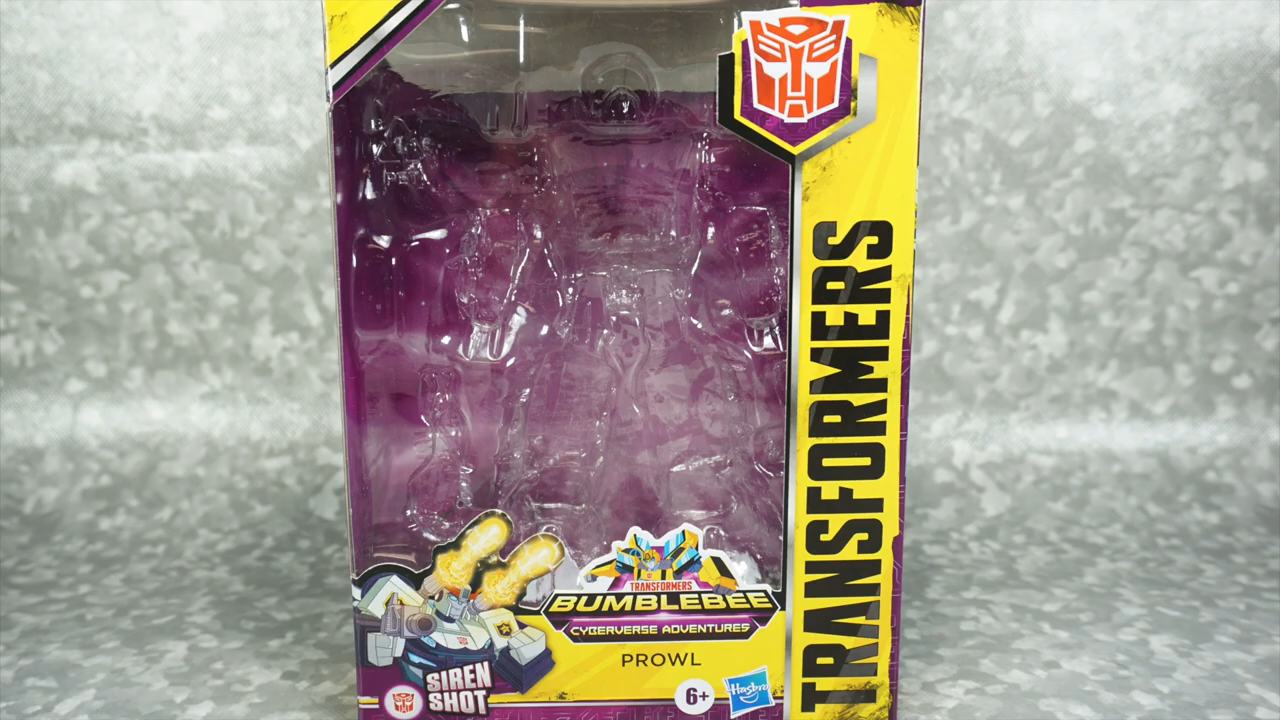 TRANSFORMERS
TRANSFORMERS
BUMBLEBEE
CYBERVERSE ADVENTURES
PROWL
SIREN
SHOT
6+
Hasbro